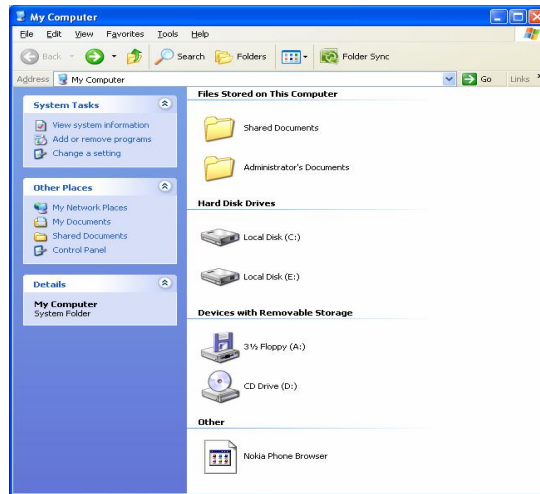 My Computer
File Edit View Favorites Tools Help
Back Search Folders Folder Sync
Address My Computer Go Links
System Tasks
View system information
Add or remove programs
Change a setting
Other Places
My Network Places
My Documents
Shared Documents
Control Panel
Details
My Computer
System Folder
Files Stored on This Computer
Shared Documents
Administrator's Documents
Hard Disk Drives
Local Disk (C:)
Local Disk (E:)
Devices with Removable Storage
3½ Floppy (A:)
CD Drive (D:)
Other
Nokia Phone Browser